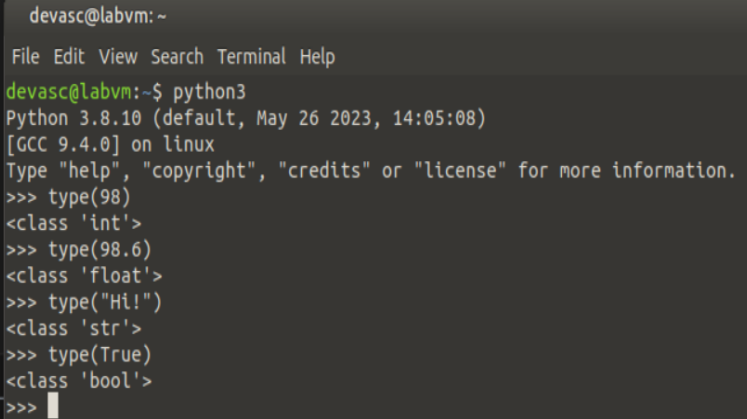 devasc@labvm: ~
File Edit View Search Terminal Help
devasc@labvm:~$ python3
Python 3.8.10 (default, May 26 2023, 14:05:08)
[GCC 9.4.0] on linux
Type "help", "copyright", "credits" or "license" for more information.
>>> type(98)
<class 'int'>
>>> type(98.6)
<class 'float'>
>>> type("Hi!")
<class 'str'>
>>> type(True)
<class 'bool'>
>>>